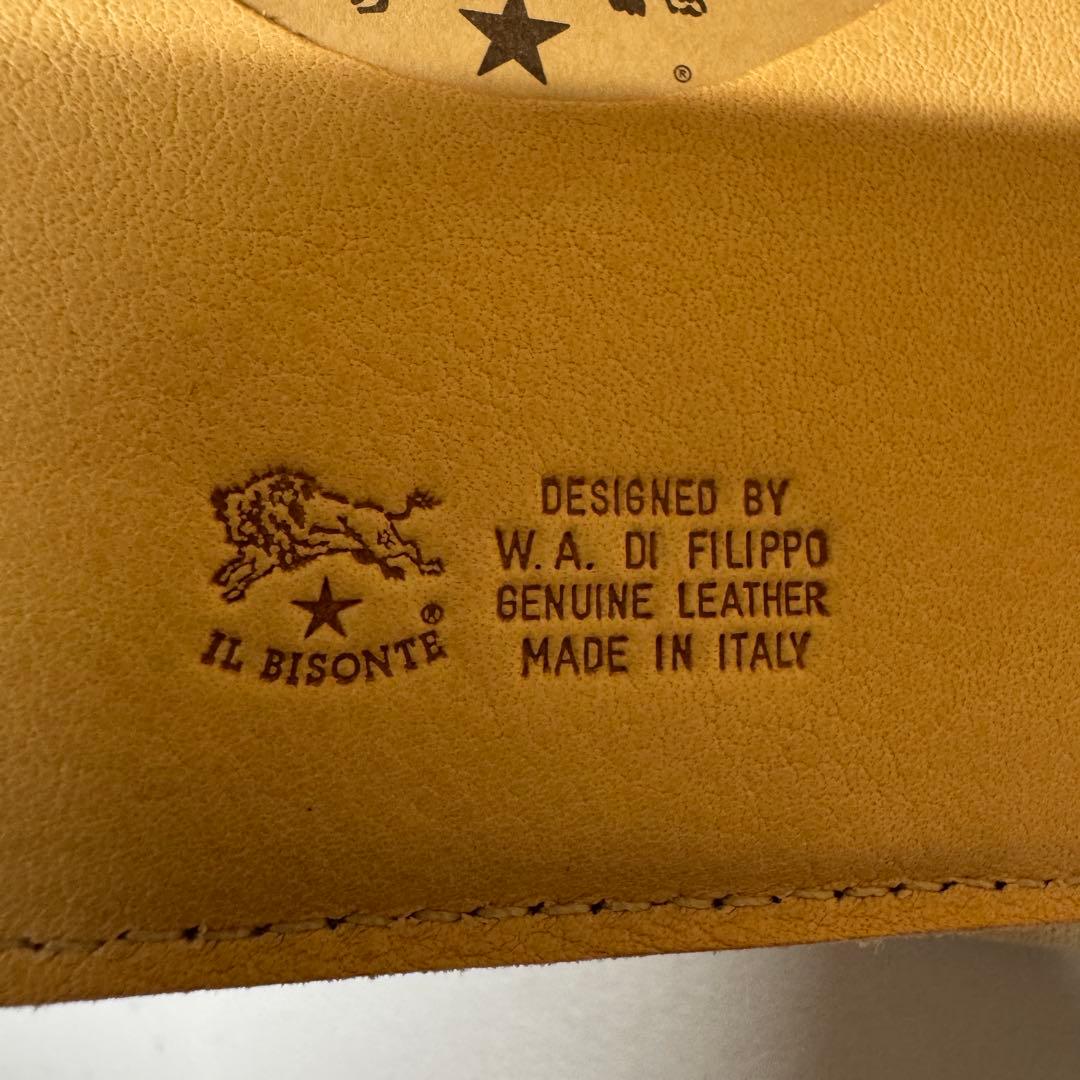 ®
DESIGNED BY
W.A. DI FILIPPO
GENUINE LEATHER
MADE IN ITALY
®
IL BISONTE